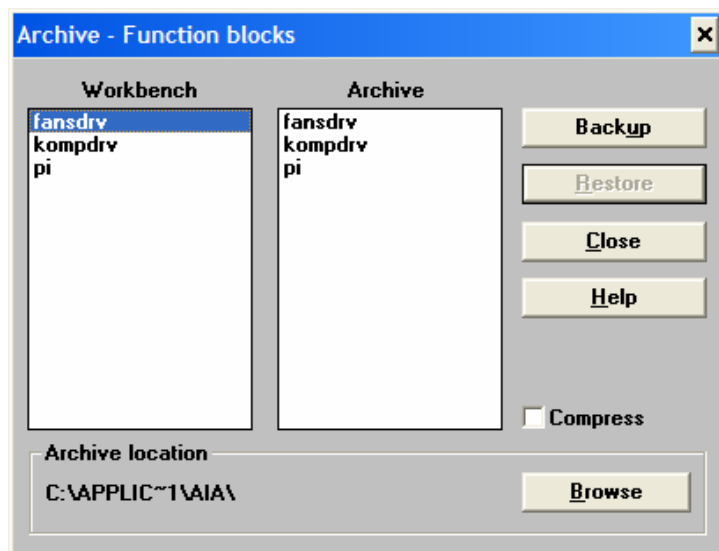 Archive - Function blocks
Workbench
fansdrv
kompdrv
pi
Archive
fansdrv
kompdrv
pi
Backup
Restore
Close
Help
Compress
Archive location
C:\APPLIC~1\AIA\
Browse